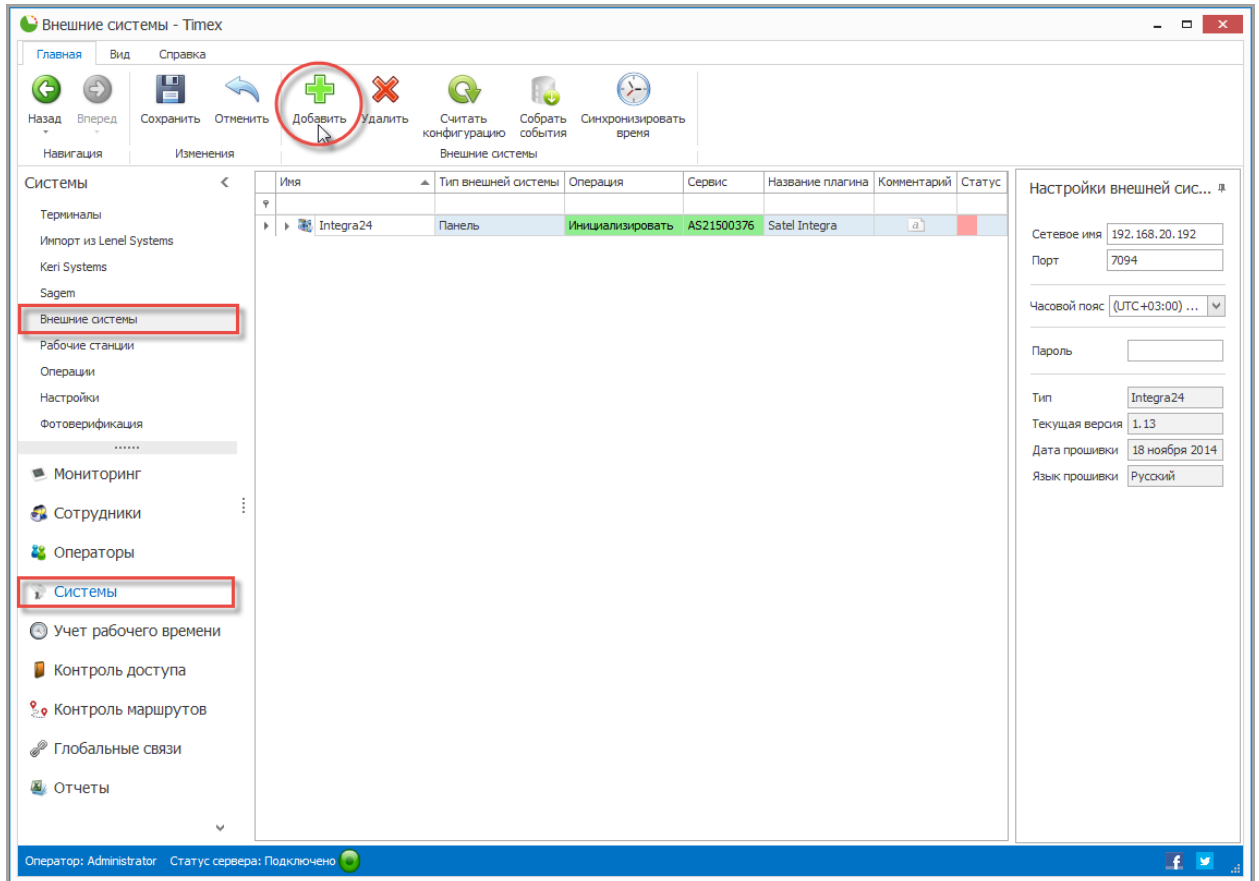 Внешние системы - Timex
Главная Вид Справка
Назад Вперед Сохранить Отменить Добавить Удалить Считать конфигурацию Собрать события Синхронизировать время
Навигация Изменения Внешние системы
Системы
Терминалы
Импорт из Lenel Systems
Keri Systems
Sagem
Внешние системы
Рабочие станции
Операции
Настройки
Фотоверификация
Мониторинг
Сотрудники
Операторы
Системы
Учет рабочего времени
Контроль доступа
Контроль маршрутов
Глобальные связи
Отчеты
Имя Тип внешней системы Операция Сервис Название плагина Комментарий Статус
Integra24 Панель Инициализировать AS21500376 Satel Integra a
Настройки внешней сис...
Сетевое имя 192.168.20.192
Порт 7094
Часовой пояс (UTC+03:00) ...
Пароль
Тип Integra24
Текущая версия 1.13
Дата прошивки 18 ноября 2014
Язык прошивки Русский
Оператор: Administrator Статус сервера: Подключено